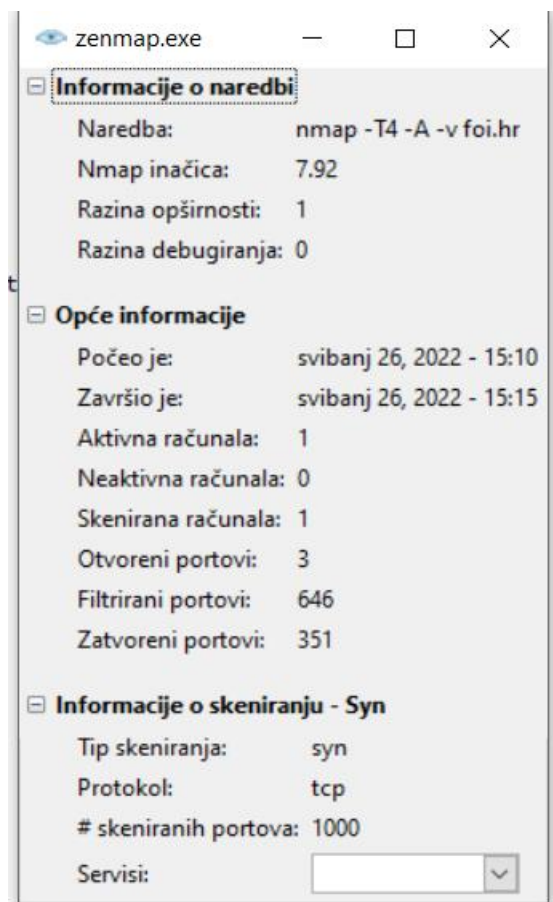 zenmap.exe
Informacije o naredbi
Naredba: nmap -T4 -A -v foi.hr
Nmap inačica: 7.92
Razina opširnosti: 1
Razina debugiranja: 0
t
Opće informacije
Počeo je: svibanj 26, 2022 - 15:10
Završio je: svibanj 26, 2022 - 15:15
Aktivna računala: 1
Neaktivna računala: 0
Skenirana računala: 1
Otvoreni portovi: 3
Filtrirani portovi: 646
Zatvoreni portovi: 351
Informacije o skeniranju - Syn
Tip skeniranja: syn
Protokol: tcp
# skeniranih portova: 1000
Servisi: